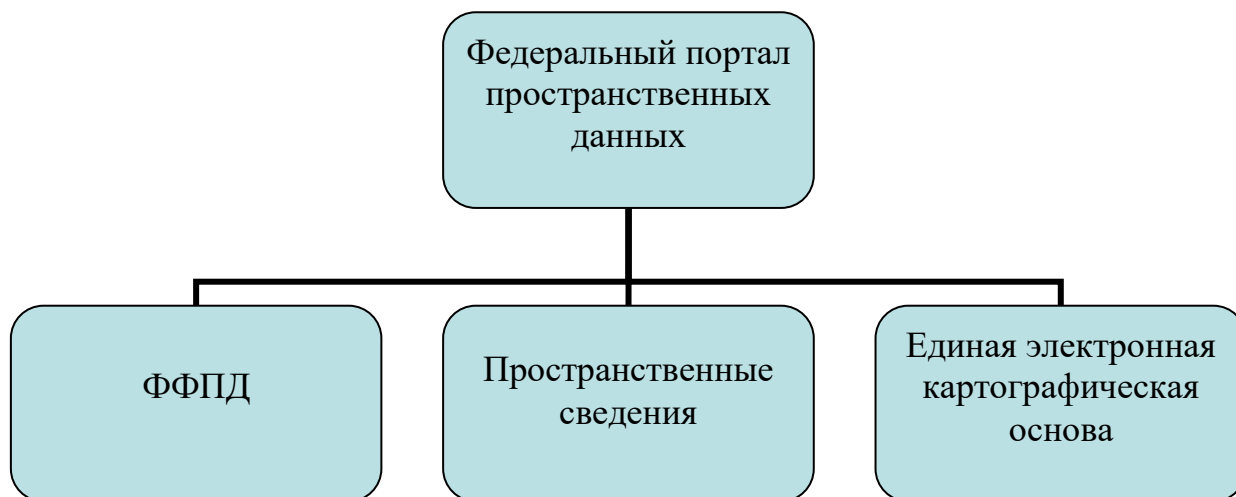 Федеральный портал
пространственных
данных
ФФПД
Пространственные
сведения
Единая электронная
картографическая
основа